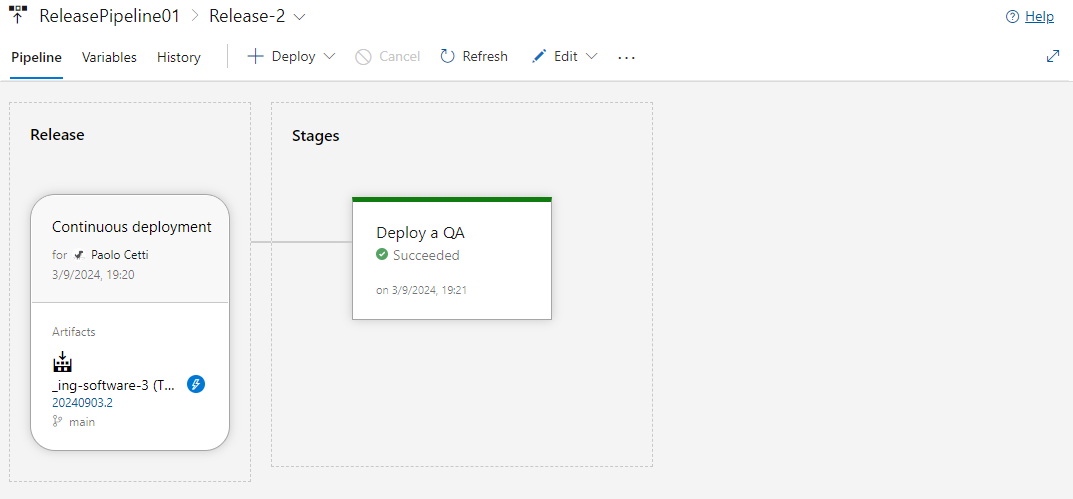 ReleasePipeline01 > Release-2
Help
Pipeline Variables History Deploy Cancel Refresh Edit ...
Release
Stages
Continuous deployment
for Paolo Cetti
3/9/2024, 19:20
Deploy a QA
Succeeded
on 3/9/2024, 19:21
Artifacts
_ing-software-3 (T...
20240903.2
main